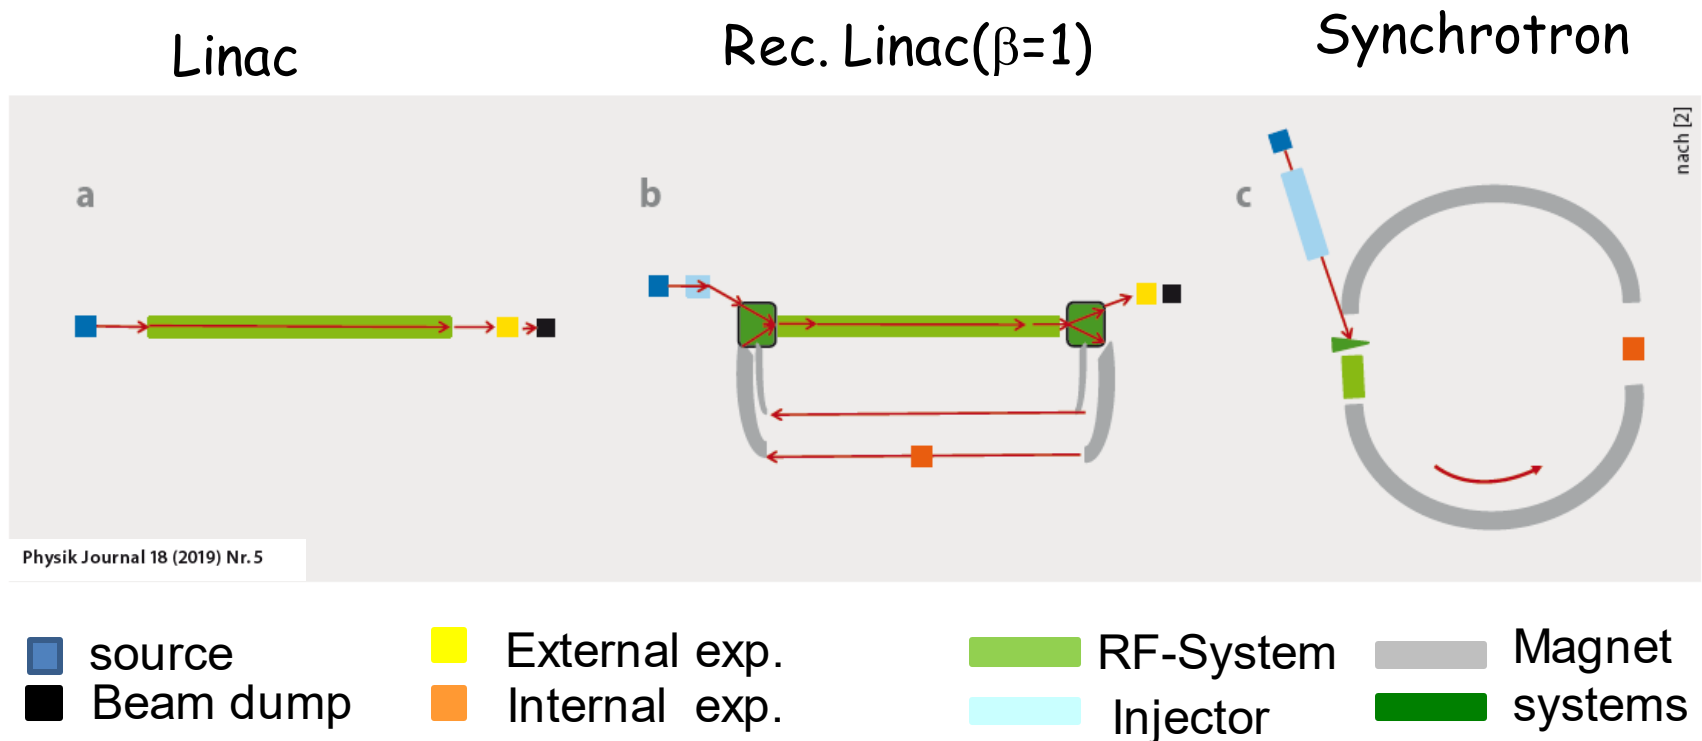 Linac
Rec. Linac(β=1)
Synchrotron
nach [2]
a
b
c
Physik Journal 18 (2019) Nr. 5
source
External exp.
RF-System
Magnet
Beam dump
Internal exp.
Injector
systems